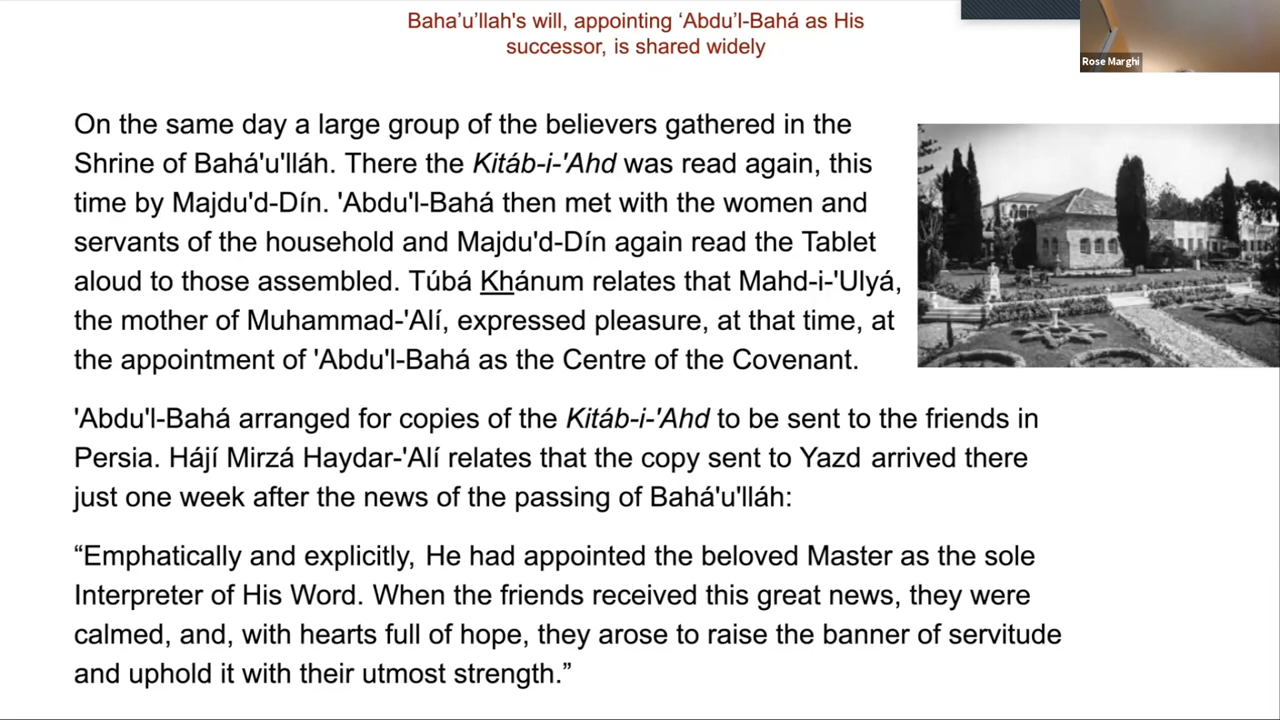 Baha’u’llah's will, appointing ‘Abdu’l-Bahá as His
successor, is shared widely
Rose Marghi
On the same day a large group of the believers gathered in the
Shrine of Bahá'u'lláh. There the Kitáb-i-'Ahd was read again, this
time by Majdu'd-Dín. 'Abdu'l-Bahá then met with the women and
servants of the household and Majdu'd-Dín again read the Tablet
aloud to those assembled. Túbá Khánum relates that Mahd-i-'Ulyá,
the mother of Muhammad-'Alí, expressed pleasure, at that time, at
the appointment of 'Abdu'l-Bahá as the Centre of the Covenant.
'Abdu'l-Bahá arranged for copies of the Kitáb-i-'Ahd to be sent to the friends in
Persia. Hájí Mirzá Haydar-'Alí relates that the copy sent to Yazd arrived there
just one week after the news of the passing of Bahá'u'lláh:
“Emphatically and explicitly, He had appointed the beloved Master as the sole
Interpreter of His Word. When the friends received this great news, they were
calmed, and, with hearts full of hope, they arose to raise the banner of servitude
and uphold it with their utmost strength.”